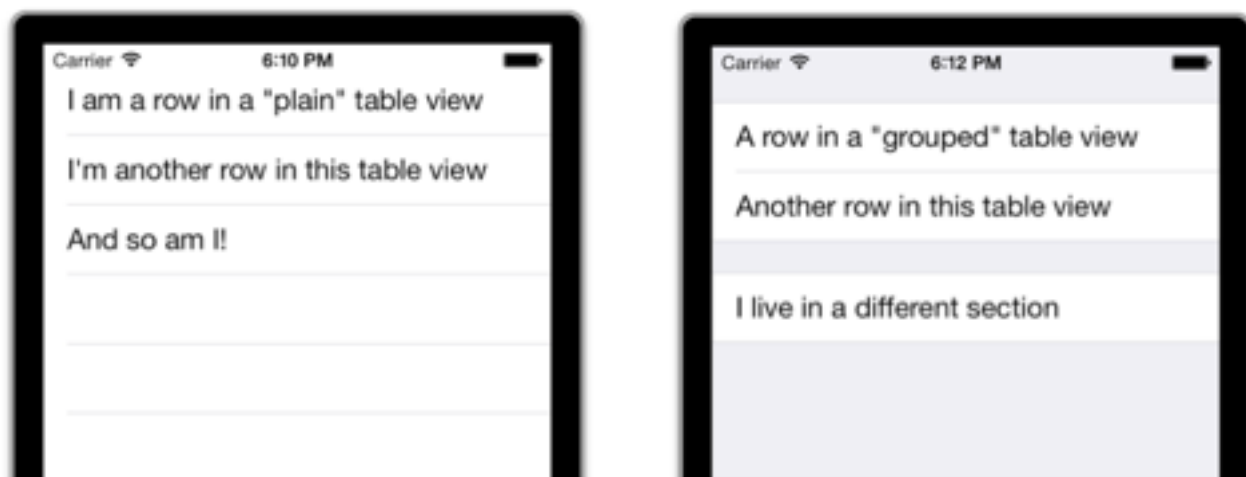 Carrier 6:10 PM
I am a row in a "plain" table view
I'm another row in this table view
And so am I!
Carrier 6:12 PM
A row in a "grouped" table view
Another row in this table view
I live in a different section